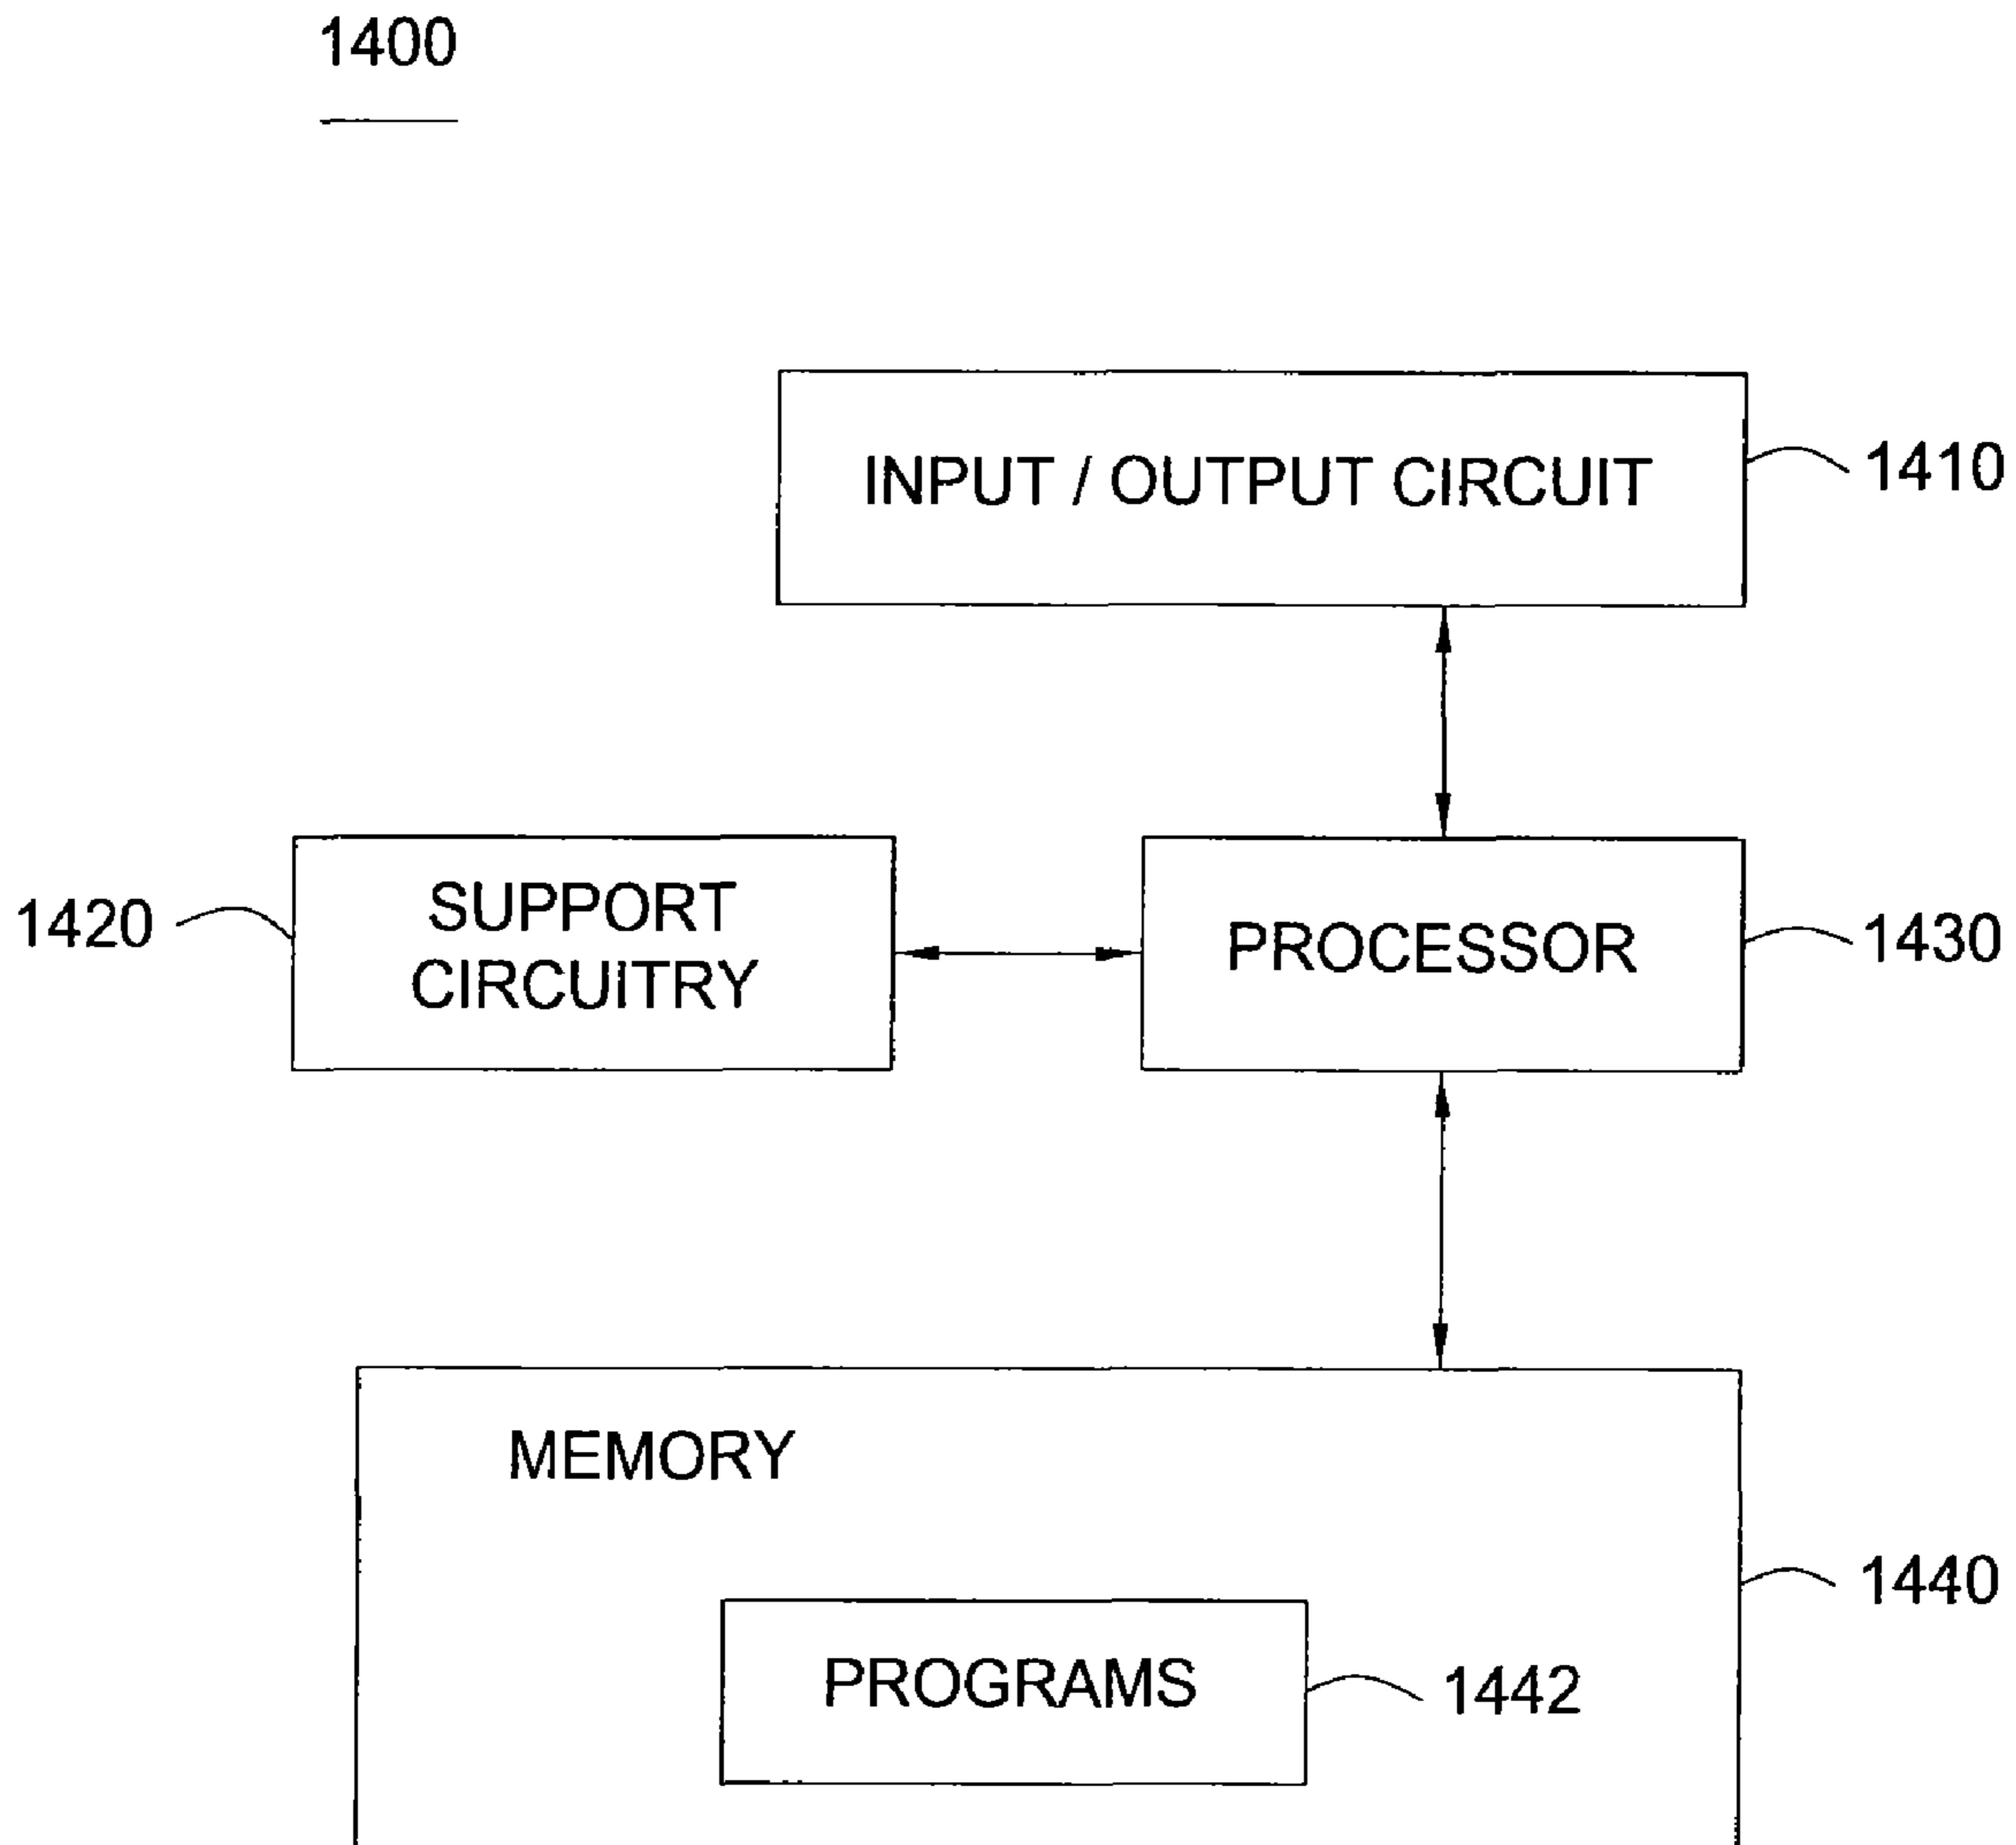 1400
INPUT / OUTPUT CIRCUIT
1410
1420
SUPPORT
CIRCUITRY
PROCESSOR
1430
MEMORY
1440
PROGRAMS
1442